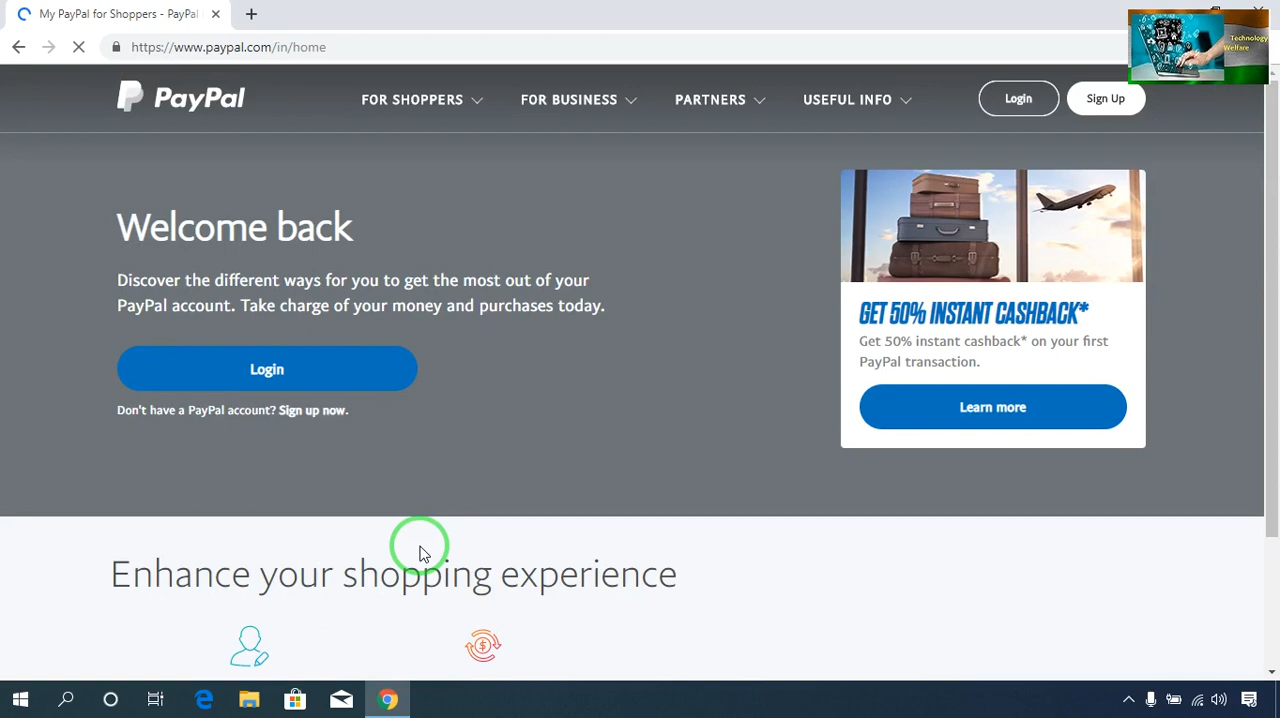 My PayPal for Shoppers - PayPal
https://www.paypal.com/in/home
Technology
Welfare
PayPal
FOR SHOPPERS
FOR BUSINESS
PARTNERS
USEFUL INFO
Login
Sign Up
Welcome back
Discover the different ways for you to get the most out of your
PayPal account. Take charge of your money and purchases today.
Login
Don't have a PayPal account? Sign up now.
GET 50% INSTANT CASHBACK*
Get 50% instant cashback* on your first
PayPal transaction.
Learn more
Enhance your shopping experience